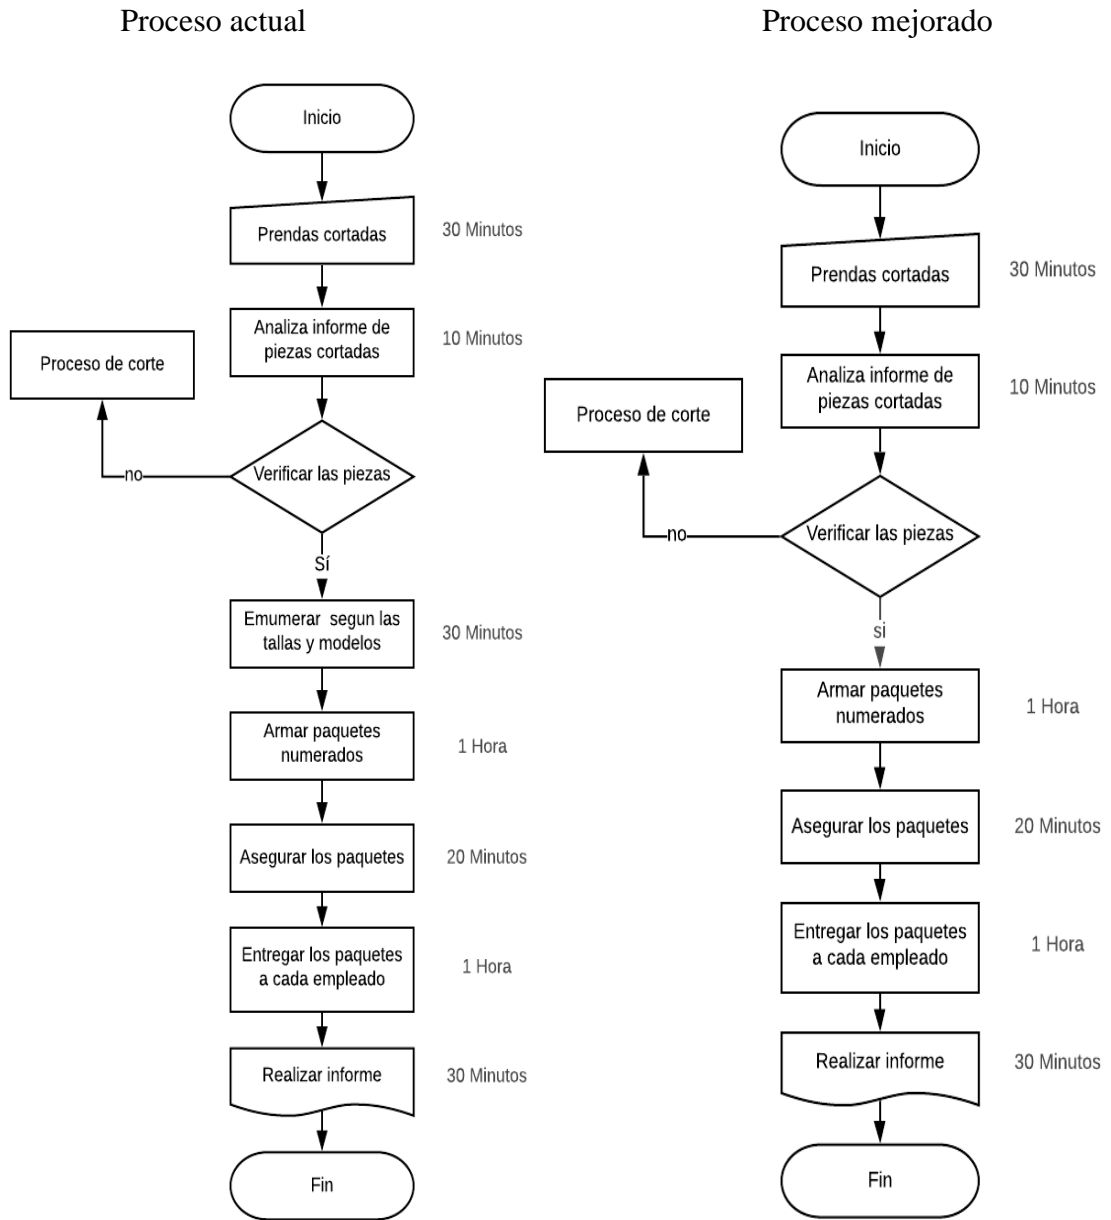 Proceso actual
Inicio
Prendas cortadas
30 Minutos
Analiza informe de
piezas cortadas
10 Minutos
Proceso de corte
Verificar las piezas
no
Sí
Emumerar segun las
tallas y modelos
30 Minutos
Armar paquetes
numerados
1 Hora
Asegurar los paquetes
20 Minutos
Entregar los paquetes
a cada empleado
1 Hora
Realizar informe
30 Minutos
Fin
Proceso mejorado
Inicio
Prendas cortadas
30 Minutos
Analiza informe de
piezas cortadas
10 Minutos
Proceso de corte
Verificar las piezas
no
si
Armar paquetes
numerados
1 Hora
Asegurar los paquetes
20 Minutos
Entregar los paquetes
a cada empleado
1 Hora
Realizar informe
30 Minutos
Fin